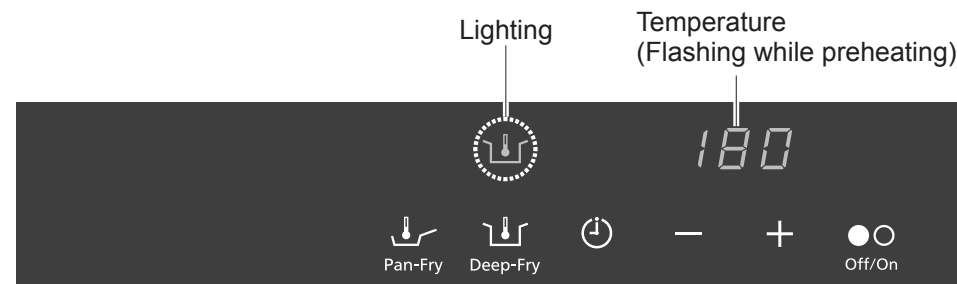 Lighting
Temperature
(Flashing while preheating)
180
Pan-Fry
Deep-Fry
Off/On